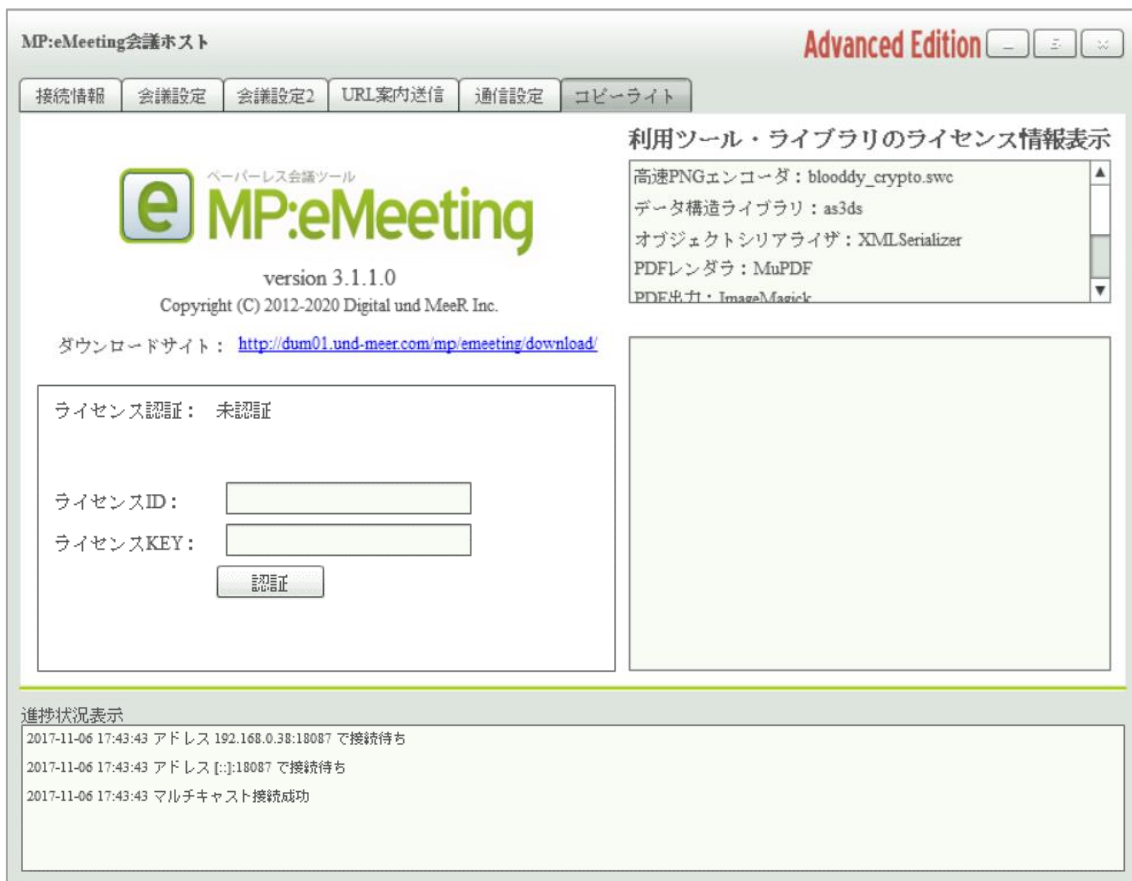 MP:eMeeting会議ホスト
Advanced Edition
接続情報 会議設定 会議設定2 URL案内送信 通信設定 コピーライト
利用ツール・ライブラリのライセンス情報表示
高速PNGエンコーダ：blooddy_crypto.swc
データ構造ライブラリ：as3ds
オブジェクトシリアライザ：XMLSerializer
PDFレンダラ：MuPDF
PDF出力：ImageMagick
e
ペーパーレス会議ツール
MP:eMeeting
version 3.1.1.0
Copyright (C) 2012-2020 Digital und MeeR Inc.
ダウンロードサイト： http://dum01.und-meer.com/mp/emeeting/download/
ライセンス認証： 未認証
ライセンスID：
ライセンスKEY：
認証
進捗状況表示
2017-11-06 17:43:43 アドレス 192.168.0.38:18087 で接続待ち
2017-11-06 17:43:43 アドレス [::]:18087 で接続待ち
2017-11-06 17:43:43 マルチキャスト接続成功